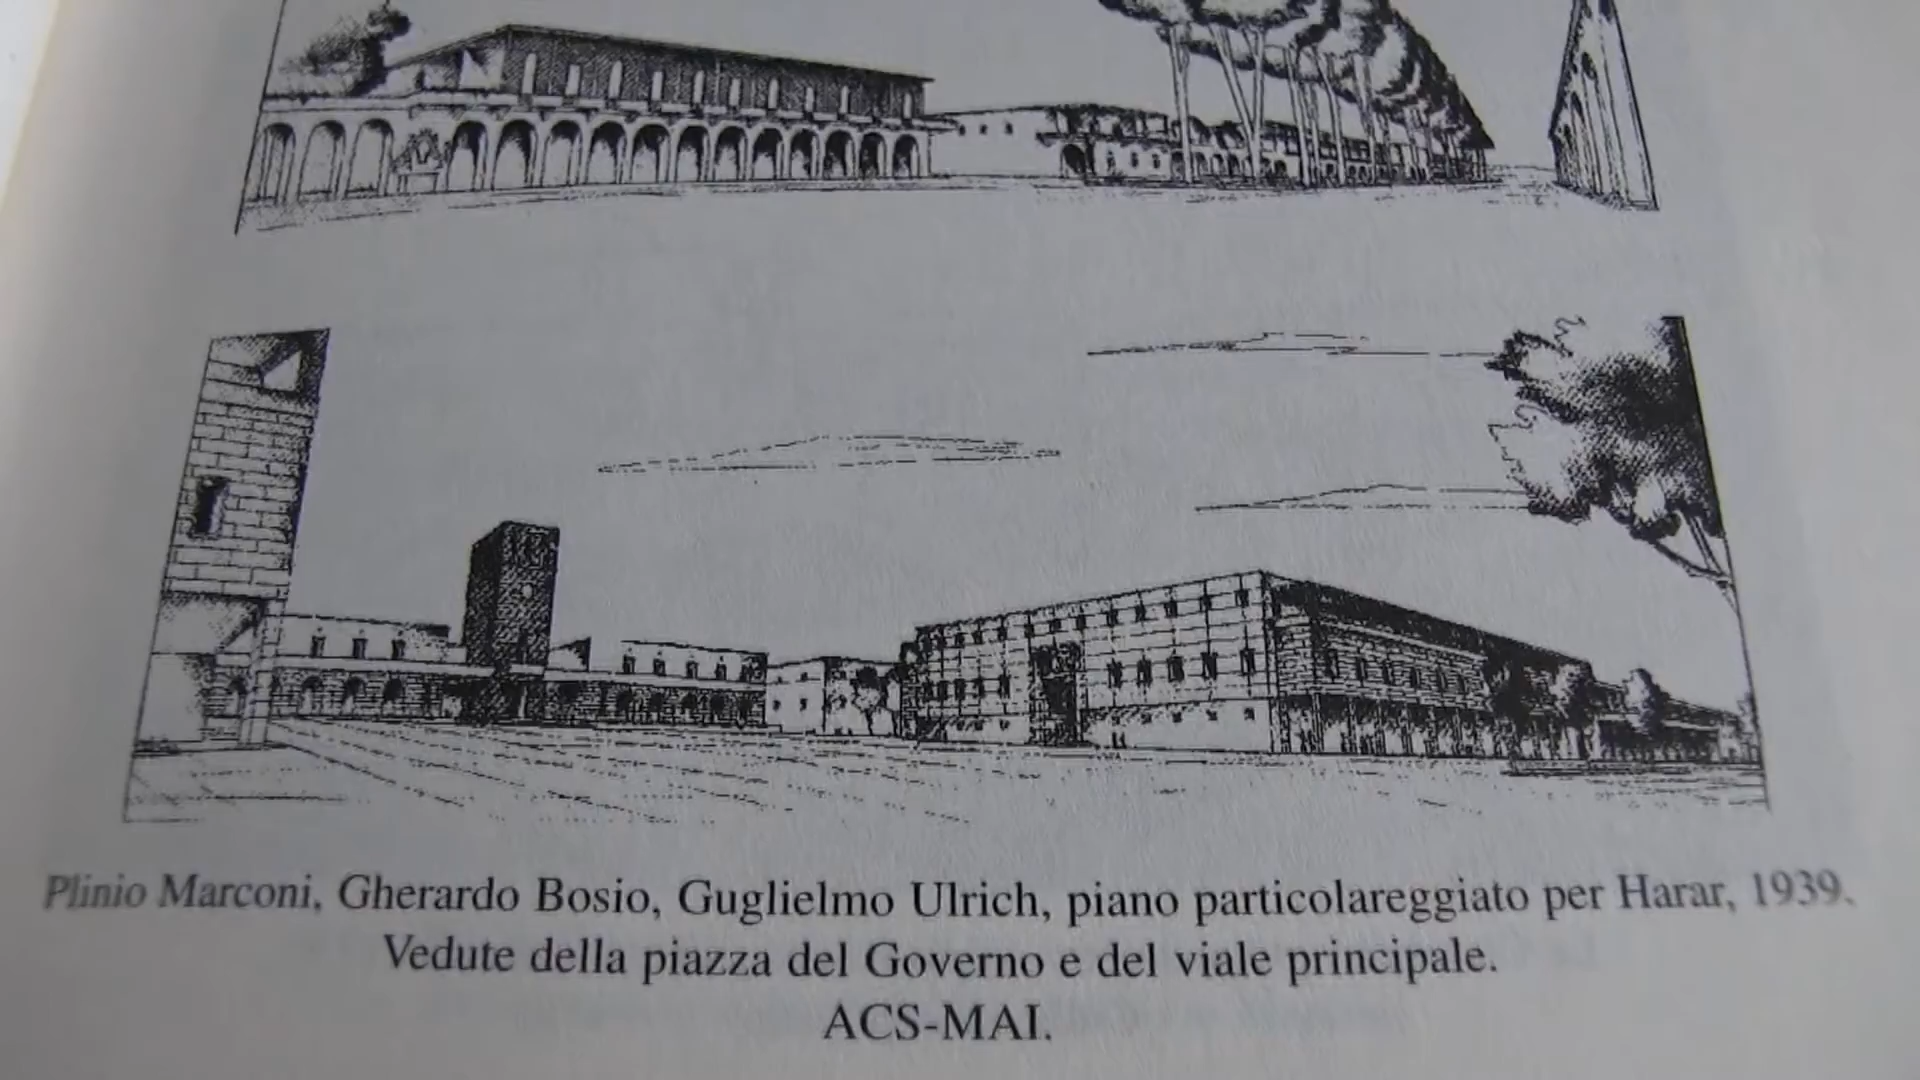 Plinio Marconi, Gherardo Bosio, Guglielmo Ulrich, piano particolareggiato per Harar, 1939.
Vedute della piazza del Governo e del viale principale.
ACS-MAI.